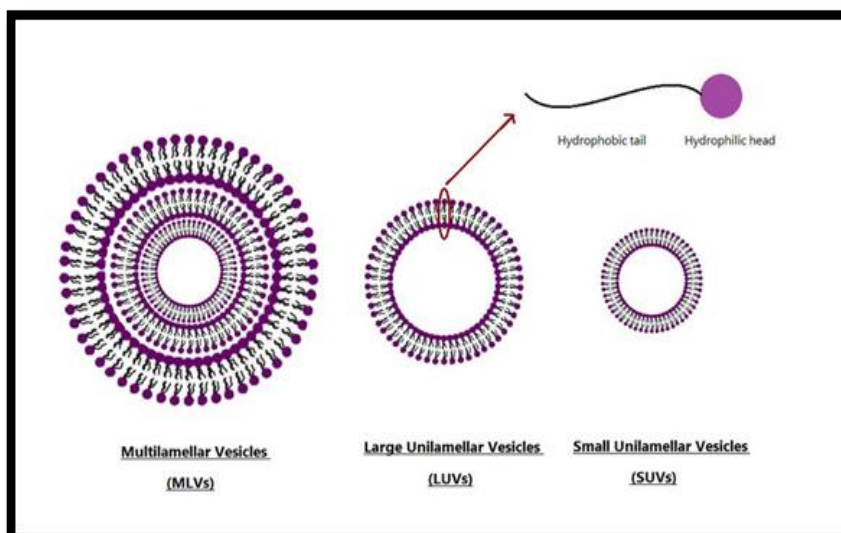 Hydrophobic tail Hydrophilic head
Multilamellar Vesicles
(MLVs)
Large Unilamellar Vesicles
(LUVs)
Small Unilamellar Vesicles
(SUVs)